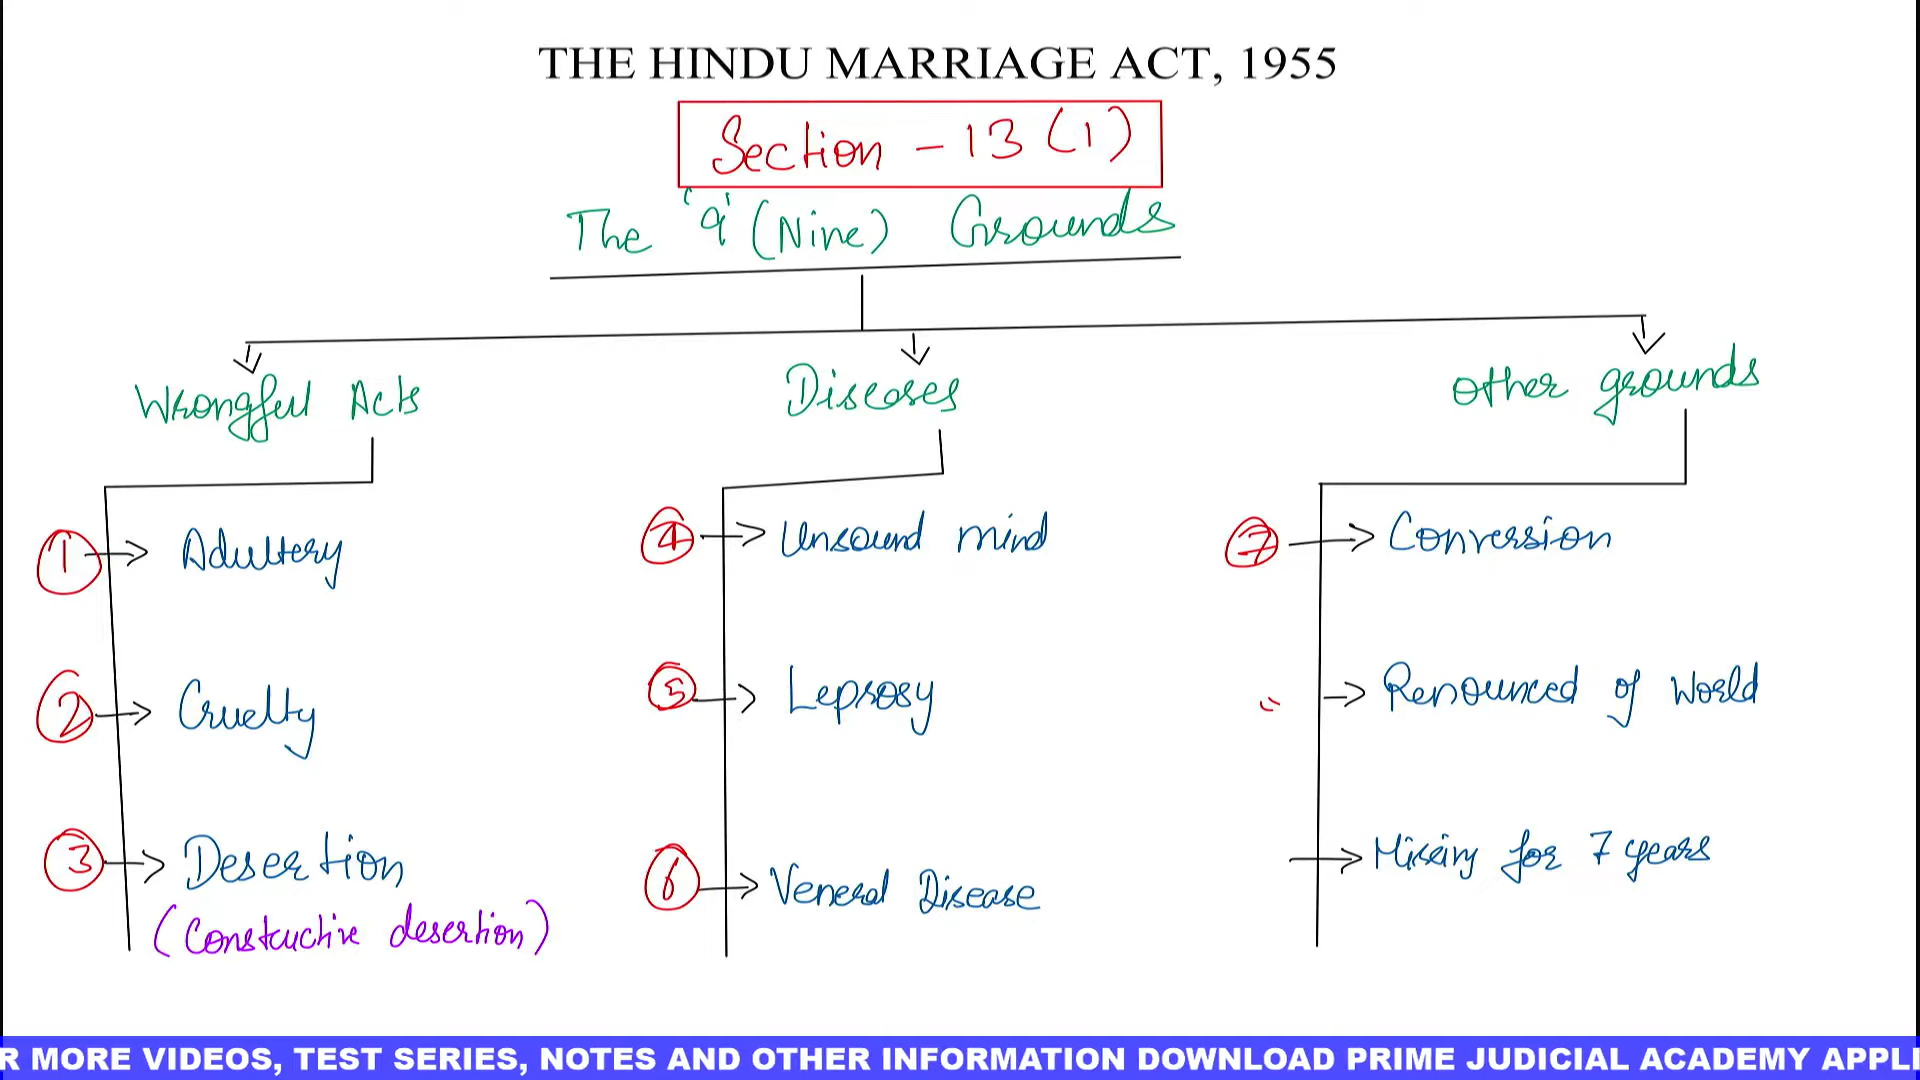 THE HINDU MARRIAGE ACT, 1955
Section - 13 (1)
The '9' (Nine) Grounds
Wrongful Acts
Diseases
Other grounds
1 → Adultery
2 → Cruelty
3 → Desertion
(Constructive desertion)
4 → Unsound mind
5 → Leprosy
6 → Veneral Disease
7 → Conversion
→ Renounced of World
→ Missing for 7 years
R MORE VIDEOS, TEST SERIES, NOTES AND OTHER INFORMATION DOWNLOAD PRIME JUDICIAL ACADEMY APPLI